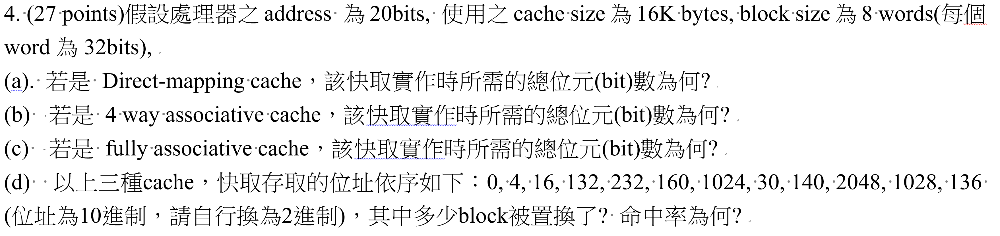 4. (27 points)假設處理器之 address  為 20bits,  使用之 cache size 為 16K bytes, block size 為 8 words(每個
word 為 32bits),
(a).  若是  Direct-mapping cache，該快取實作時所需的總位元(bit)數為何?
(b)  若是  4 way associative cache，該快取實作時所需的總位元(bit)數為何?
(c)  若是  fully associative cache，該快取實作時所需的總位元(bit)數為何?
(d)  以上三種cache，快取存取的位址依序如下：0, 4, 16, 132, 232, 160, 1024, 30, 140, 2048, 1028, 136
(位址為10進制，請自行換為2進制)，其中多少block被置換了?  命中率為何?